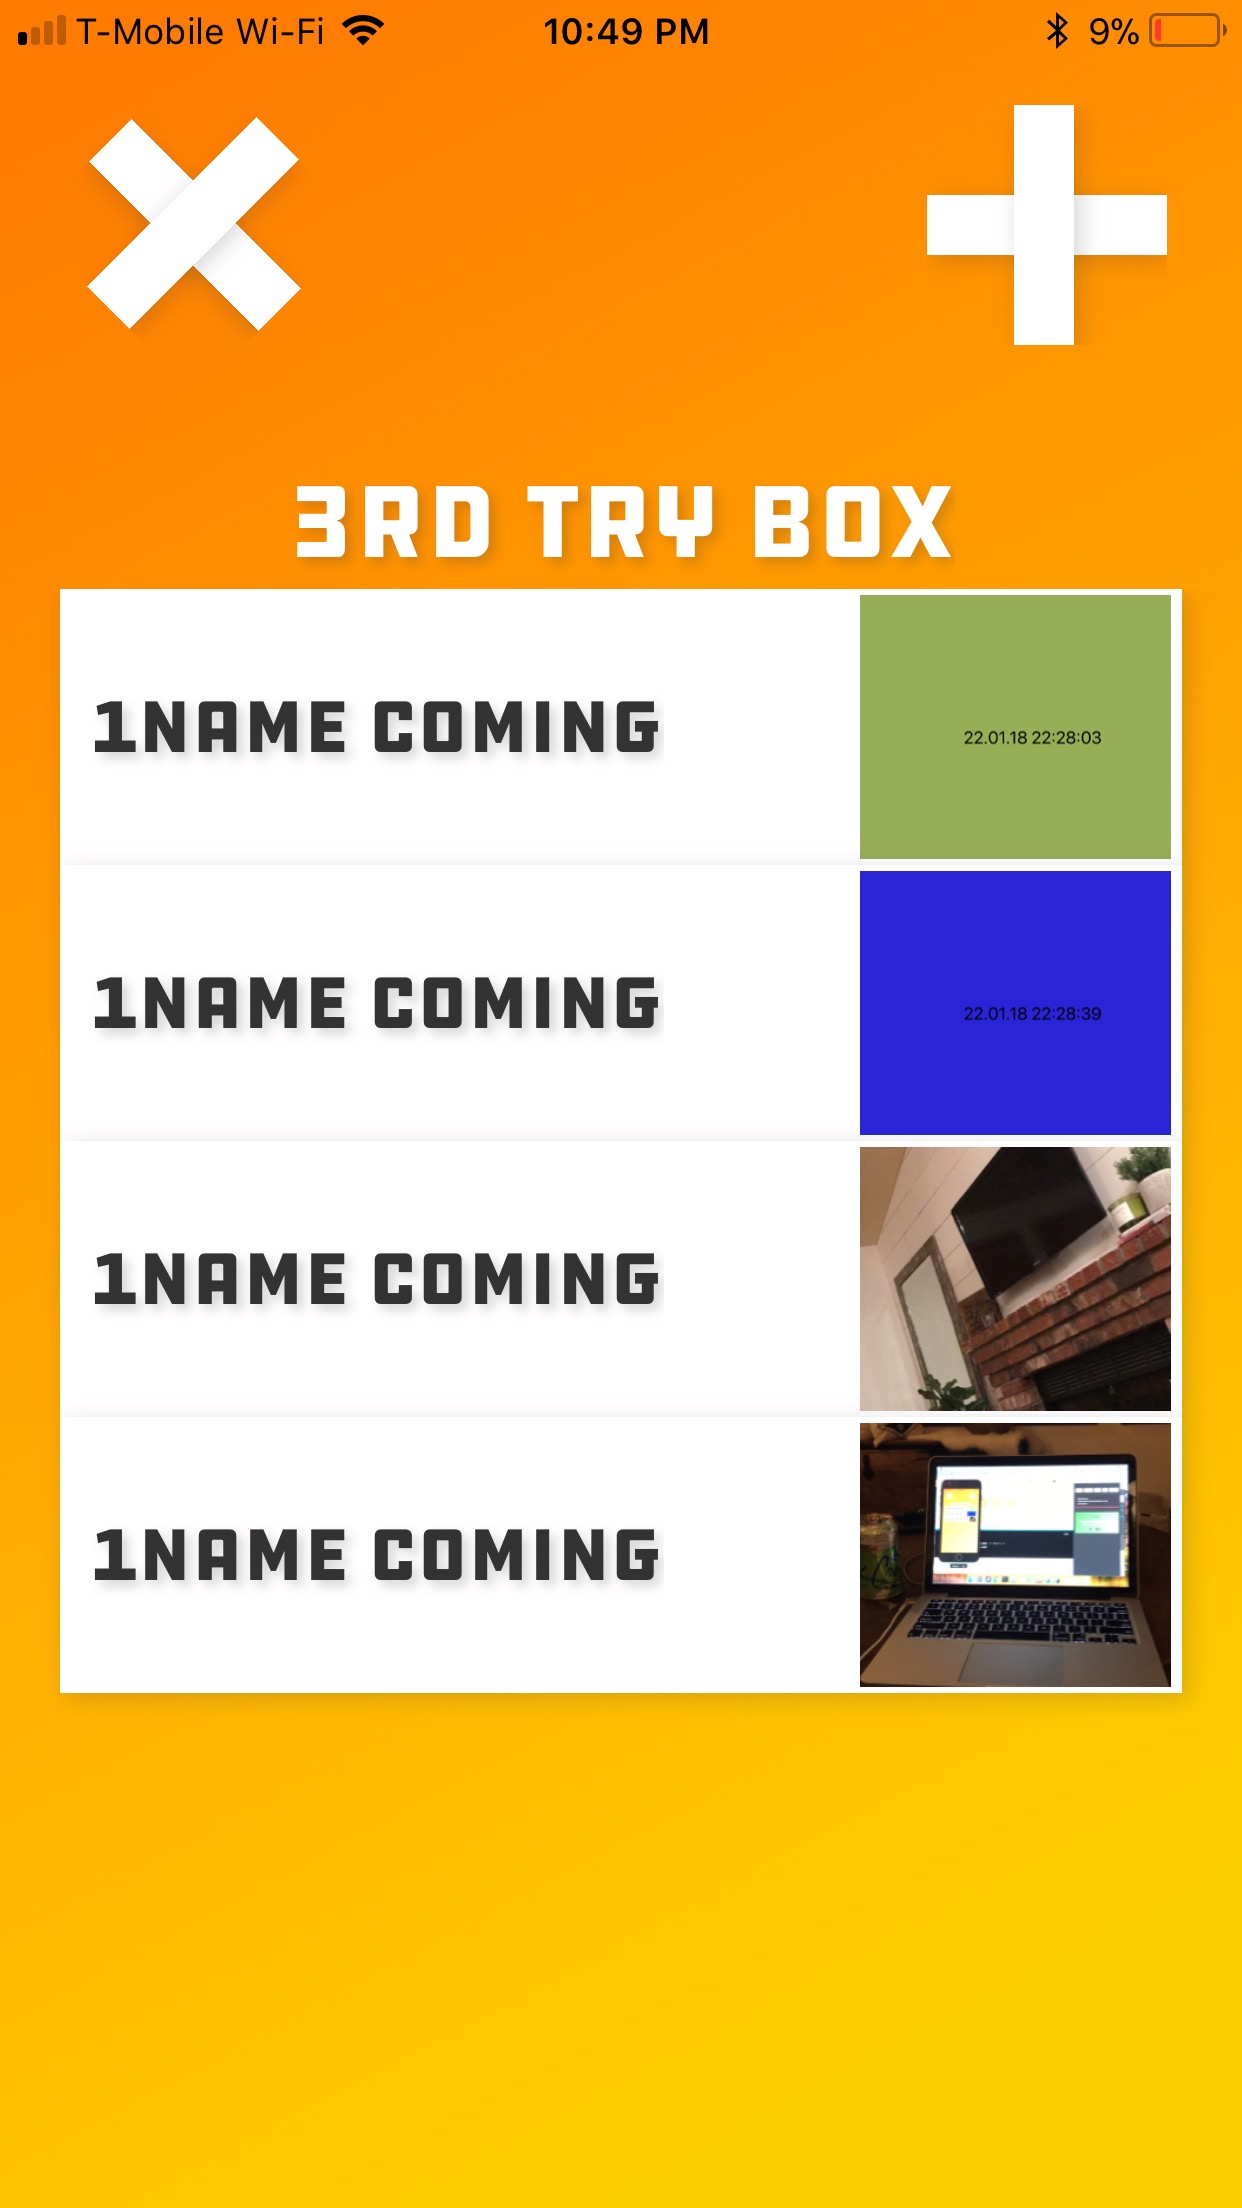 T-Mobile Wi-Fi 10:49 PM 9%
3RD TRY BOX
1NAME COMING
22.01.18 22:28:03
1NAME COMING
22.01.18 22:28:39
1NAME COMING
1NAME COMING